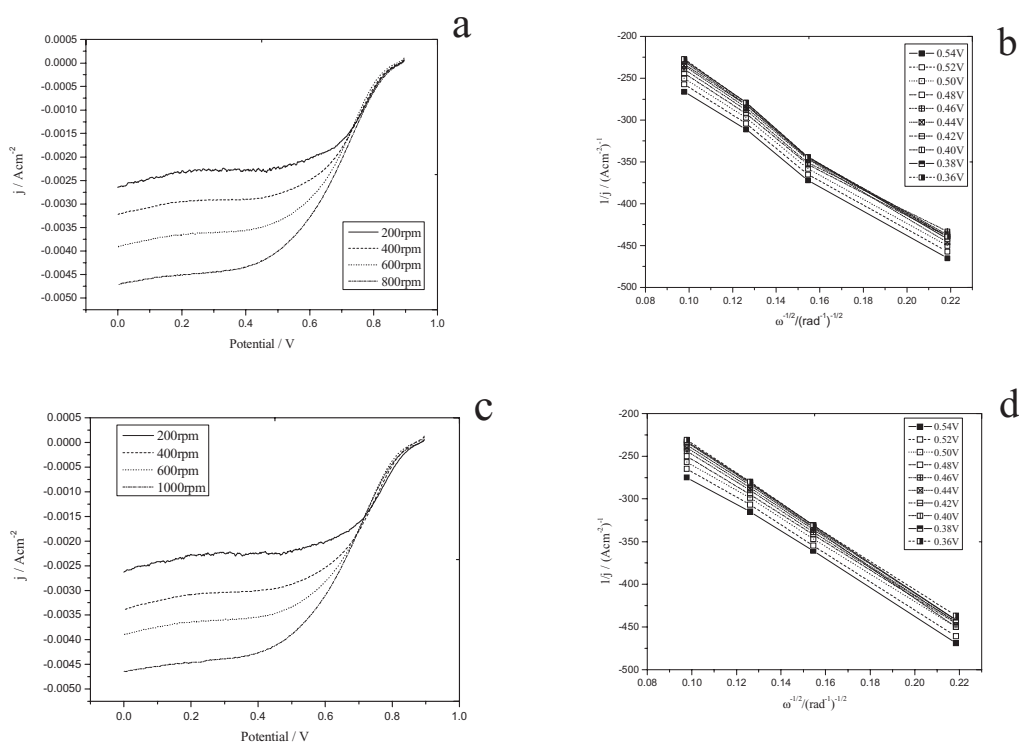 a
0.0005
0.0000
-0.0005
-0.0010
-0.0015
-0.0020
-0.0025
-0.0030
-0.0035
-0.0040
-0.0045
-0.0050
j / Acm-2
200rpm
400rpm
600rpm
800rpm
0.0 0.2 0.4 0.6 0.8 1.0
Potential / V
b
-200
-250
-300
-350
-400
-450
-500
1/j / (Acm-2)-1
0.54V
0.52V
0.50V
0.48V
0.46V
0.44V
0.42V
0.40V
0.38V
0.36V
0.08 0.10 0.12 0.14 0.16 0.18 0.20 0.22
ω-1/2/(rad-1)-1/2
c
0.0005
0.0000
-0.0005
-0.0010
-0.0015
-0.0020
-0.0025
-0.0030
-0.0035
-0.0040
-0.0045
-0.0050
j / Acm-2
200rpm
400rpm
600rpm
1000rpm
0.0 0.2 0.4 0.6 0.8 1.0
Potential / V
d
-200
-250
-300
-350
-400
-450
-500
1/j / (Acm-2)-1
0.54V
0.52V
0.50V
0.48V
0.46V
0.44V
0.42V
0.40V
0.38V
0.36V
0.08 0.10 0.12 0.14 0.16 0.18 0.20 0.22
ω-1/2/(rad-1)-1/2